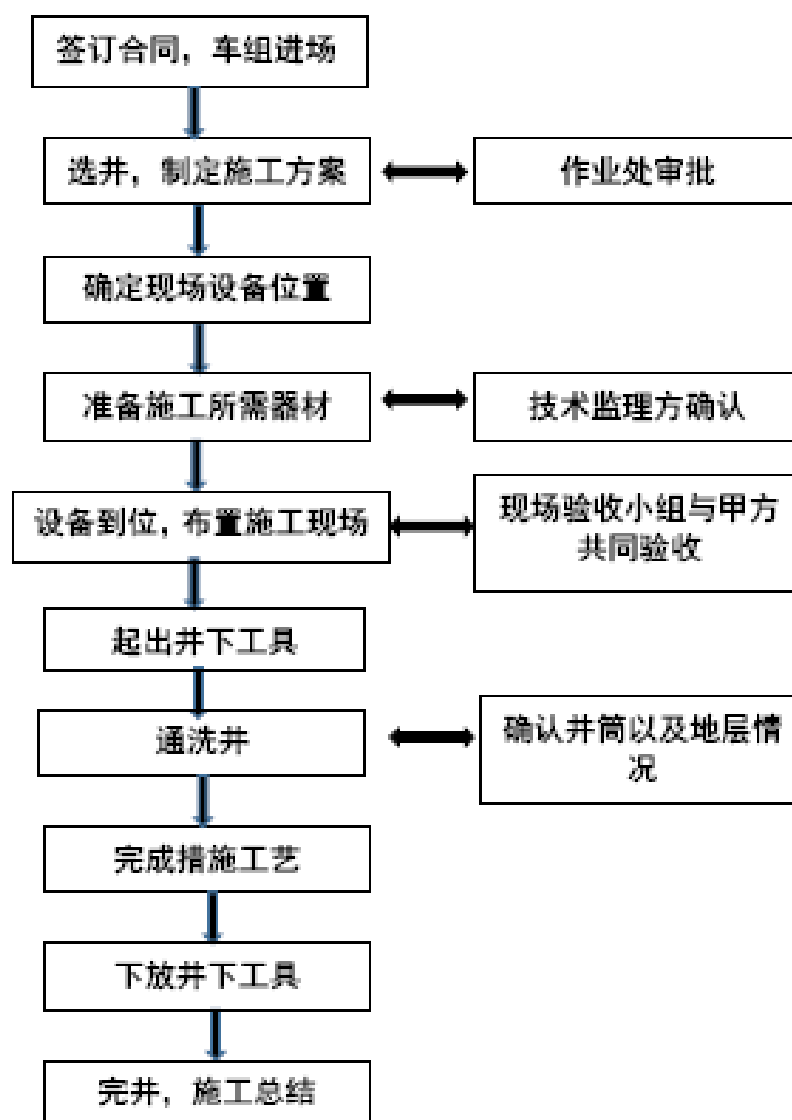 签订合同，车组进场
选井，制定施工方案
作业处审批
确定现场设备位置
准备施工所需器材
技术监理方确认
设备到位，布置施工现场
现场验收小组与甲方
共同验收
起出井下工具
通洗井
确认井筒以及地层情
况
完成措施工艺
下放井下工具
完井，施工总结